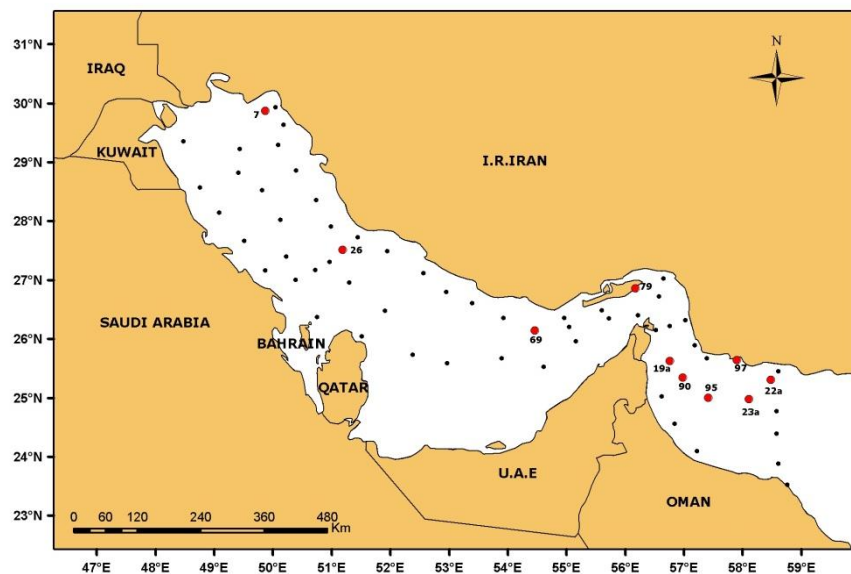 N
31°N
30°N
29°N
28°N
27°N
26°N
25°N
24°N
23°N
IRAQ
KUWAIT
I.R.IRAN
SAUDI ARABIA
BAHRAIN
QATAR
U.A.E
OMAN
7
26
69
79
19a
90
95
97
22a
23a
0 60 120 240 360 480
Km
47°E 48°E 49°E 50°E 51°E 52°E 53°E 54°E 55°E 56°E 57°E 58°E 59°E